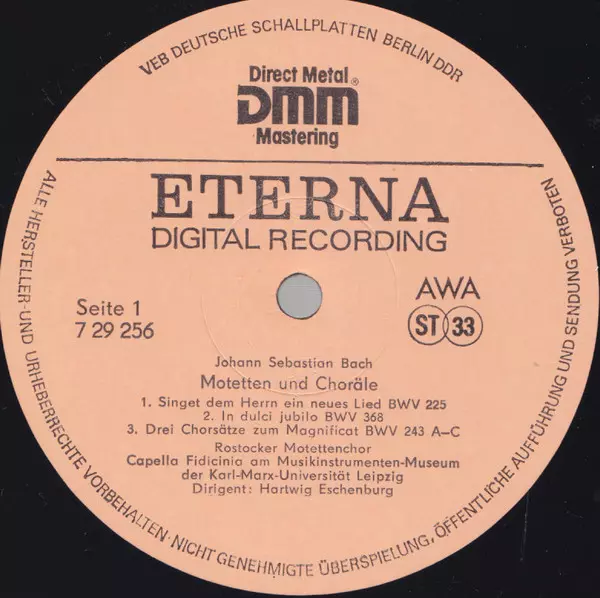 VEB DEUTSCHE SCHALLPLATTEN BERLIN DDR
Direct Metal
DMM®
Mastering
ETERNA
DIGITAL RECORDING
Seite 1
7 29 256
AWA
ST 33
Johann Sebastian Bach
Motetten und Choräle
1. Singet dem Herrn ein neues Lied BWV 225
2. In dulci jubilo BWV 368
3. Drei Chorsätze zum Magnificat BWV 243 A–C
Rostocker Motettenchor
Capella Fidicinia am Musikinstrumenten-Museum
der Karl-Marx-Universität Leipzig
Dirigent: Hartwig Eschenburg
ALLE HERSTELLER- UND URHEBERRECHTE VORBEHALTEN · NICHT GENEHMIGTE ÜBERSPIELUNG, ÖFFENTLICHE AUFFÜHRUNG UND SENDUNG VERBOTEN